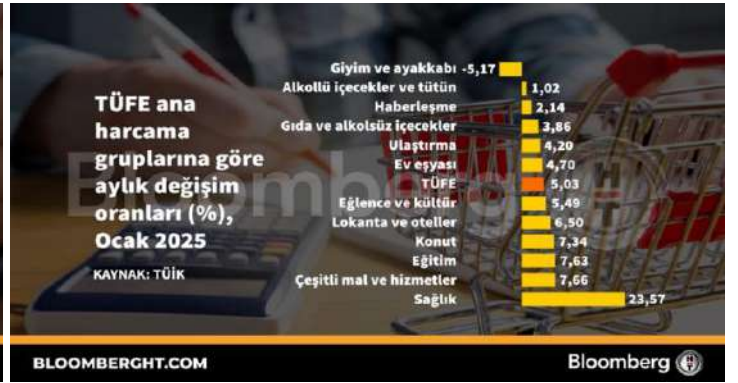 TÜFE ana
harcama
gruplarına göre
aylık değişim
oranları (%),
Ocak 2025
KAYNAK: TÜİK
Giyim ve ayakkabı -5,17
Alkollü içecekler ve tütün 1,02
Haberleşme 2,14
Gıda ve alkolsüz içecekler 3,86
Ulaştırma 4,20
Ev eşyası 4,70
TÜFE 5,03
Eğlence ve kültür 5,49
Lokanta ve oteller 6,50
Konut 7,34
Eğitim 7,63
Çeşitli mal ve hizmetler 7,66
Sağlık 23,57
Bloomberg HT
BLOOMBERGHT.COM
Bloomberg HT